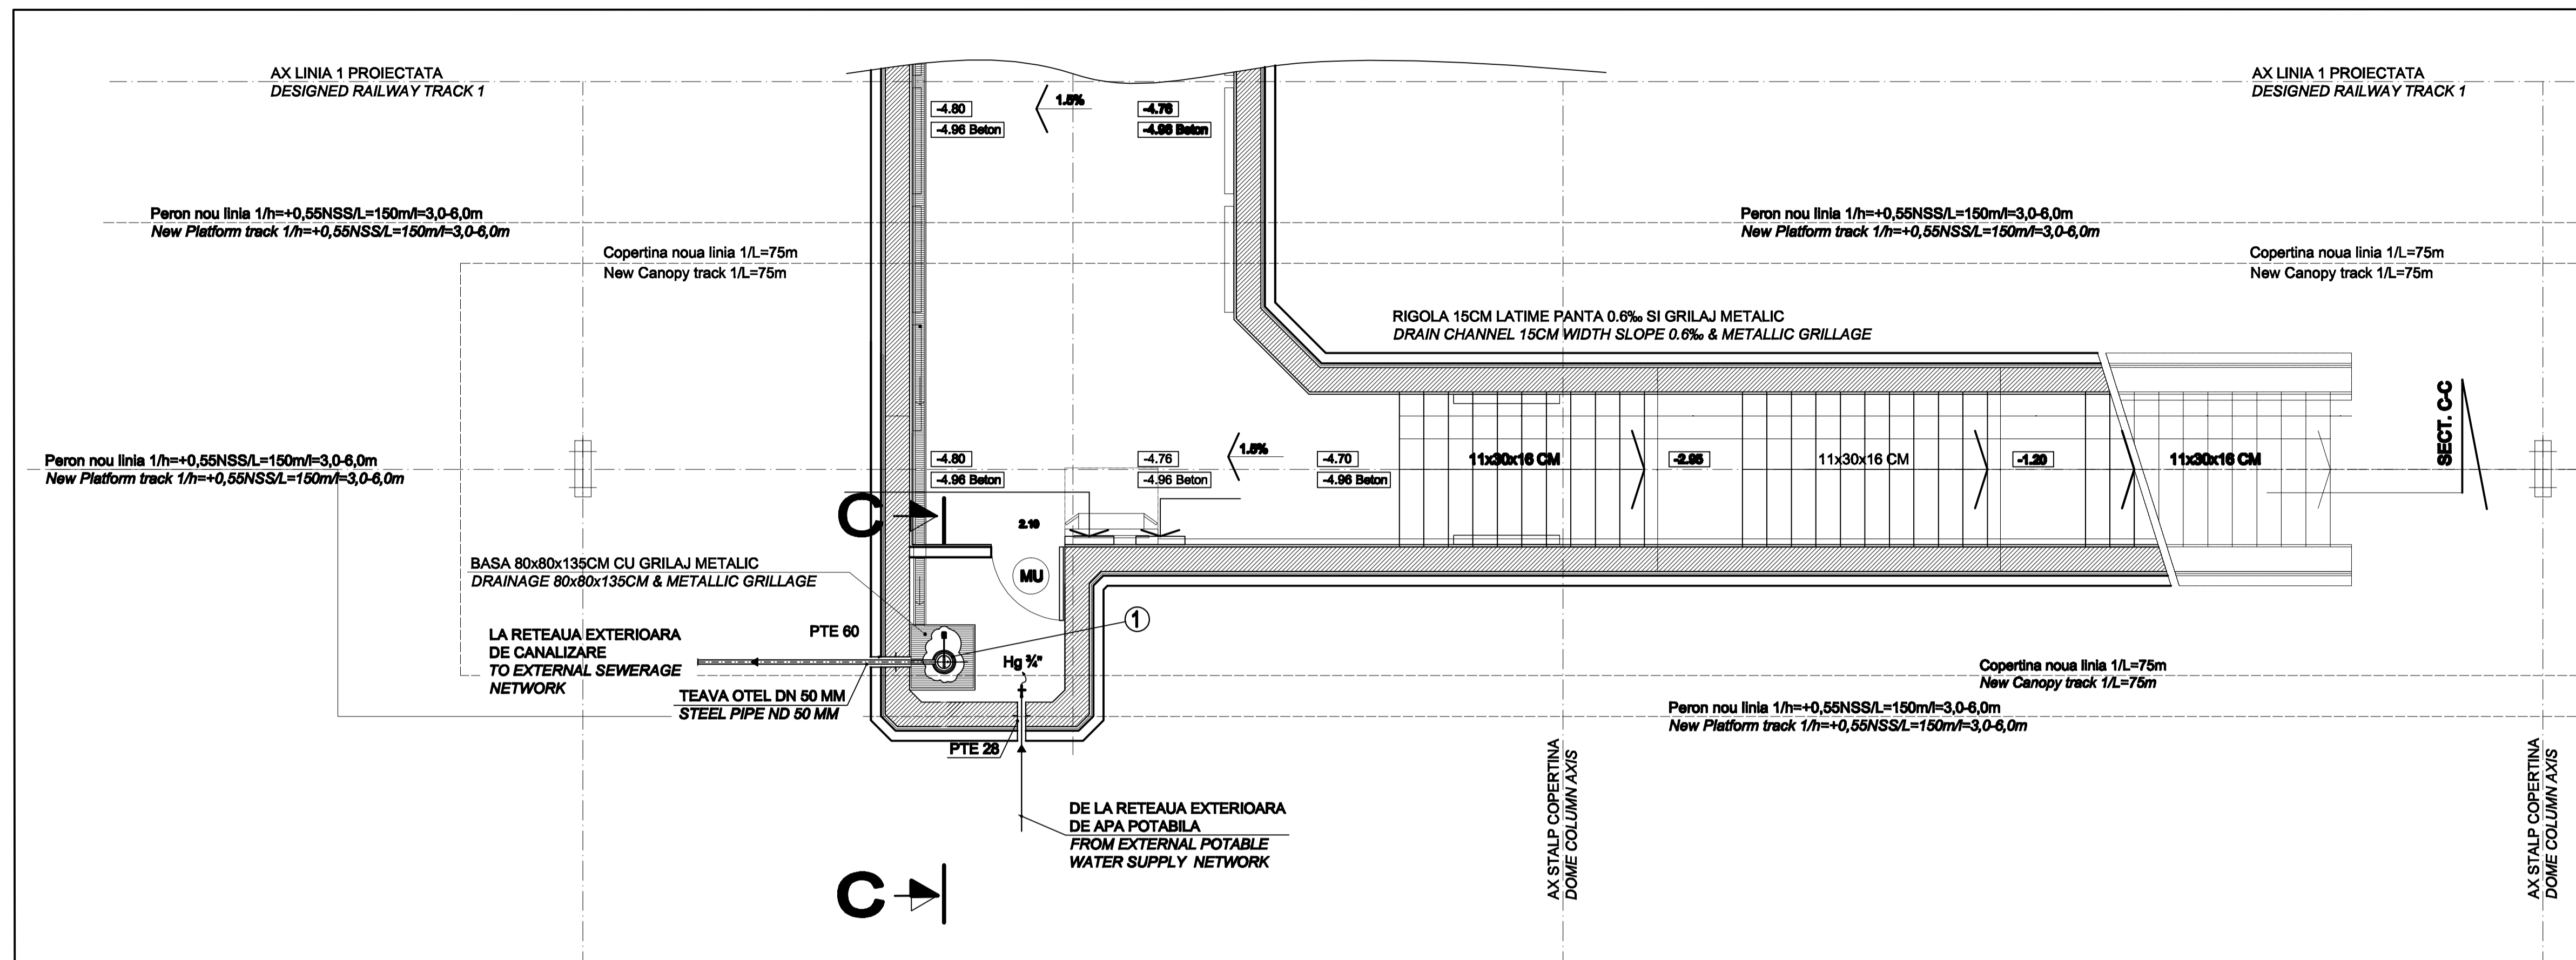 AX LINIA 1 PROIECTATA
DESIGNED RAILWAY TRACK 1
AX LINIA 1 PROIECTATA
DESIGNED RAILWAY TRACK 1
-4.80
-4.96 Beton
1.5%
-4.76
-4.96 Beton
Peron nou linia 1/h=+0,55NSS/L=150m/l=3,0-6,0m
New Platform track 1/h=+0,55NSS/L=150m/l=3,0-6,0m
Peron nou linia 1/h=+0,55NSS/L=150m/l=3,0-6,0m
New Platform track 1/h=+0,55NSS/L=150m/l=3,0-6,0m
Copertina noua linia 1/L=75m
New Canopy track 1/L=75m
Copertina noua linia 1/L=75m
New Canopy track 1/L=75m
RIGOLA 15CM LATIME PANTA 0.6‰ SI GRILAJ METALIC
DRAIN CHANNEL 15CM WIDTH SLOPE 0.6‰ & METALLIC GRILLAGE
Peron nou linia 1/h=+0,55NSS/L=150m/l=3,0-6,0m
New Platform track 1/h=+0,55NSS/L=150m/l=3,0-6,0m
-4.80
-4.96 Beton
-4.76
-4.96 Beton
1.5%
-4.70
-4.96 Beton
11x30x16 CM
-2.95
11x30x16 CM
-1.20
11x30x16 CM
SECT. C-C
C
2.10
MU
BASA 80x80x135CM CU GRILAJ METALIC
DRAINAGE 80x80x135CM & METALLIC GRILLAGE
1
PTE 60
LA RETEAUA EXTERIOARA
DE CANALIZARE
TO EXTERNAL SEWERAGE
NETWORK
Hg ¾"
TEAVA OTEL DN 50 MM
STEEL PIPE ND 50 MM
PTE 28
Copertina noua linia 1/L=75m
New Canopy track 1/L=75m
Peron nou linia 1/h=+0,55NSS/L=150m/l=3,0-6,0m
New Platform track 1/h=+0,55NSS/L=150m/l=3,0-6,0m
DE LA RETEAUA EXTERIOARA
DE APA POTABILA
FROM EXTERNAL POTABLE
WATER SUPPLY NETWORK
AX STALP COPERTINA
DOME COLUMN AXIS
AX STALP COPERTINA
DOME COLUMN AXIS
C